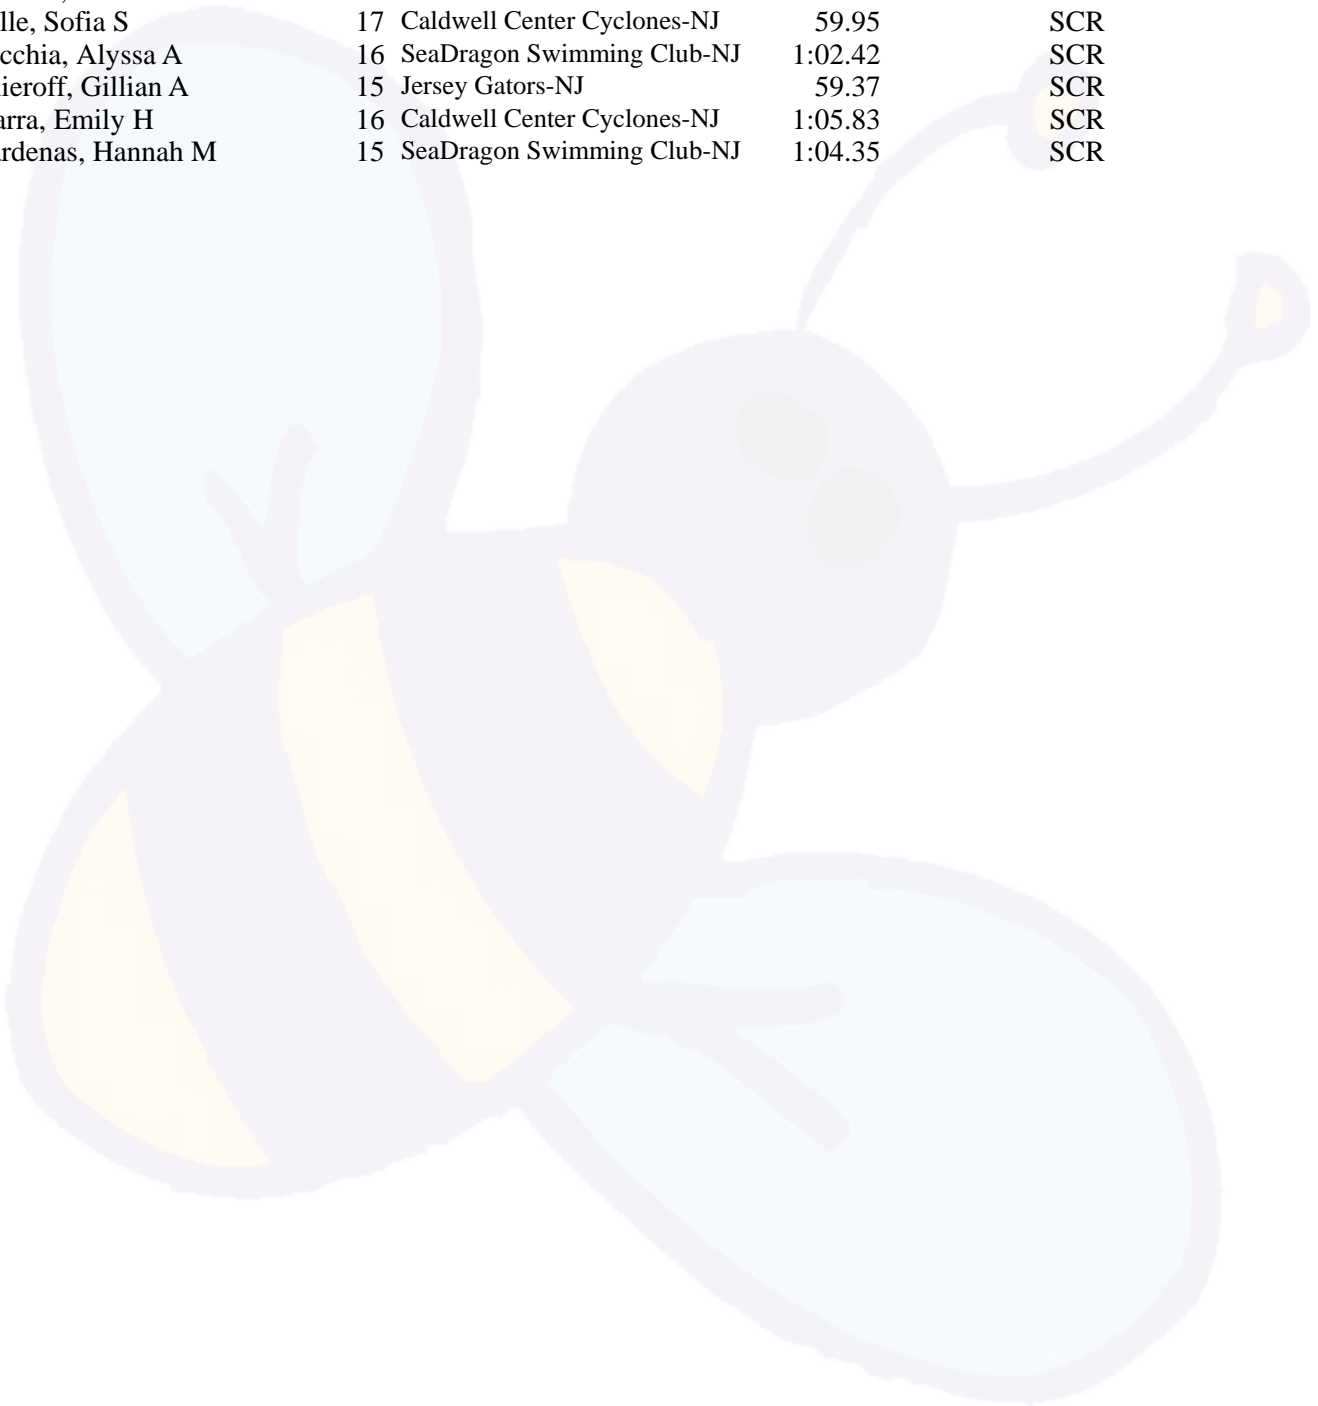 lle, Sofia S 17 Caldwell Center Cyclones-NJ 59.95 SCR
cchia, Alyssa A 16 SeaDragon Swimming Club-NJ 1:02.42 SCR
ieroff, Gillian A 15 Jersey Gators-NJ 59.37 SCR
arra, Emily H 16 Caldwell Center Cyclones-NJ 1:05.83 SCR
ardenas, Hannah M 15 SeaDragon Swimming Club-NJ 1:04.35 SCR